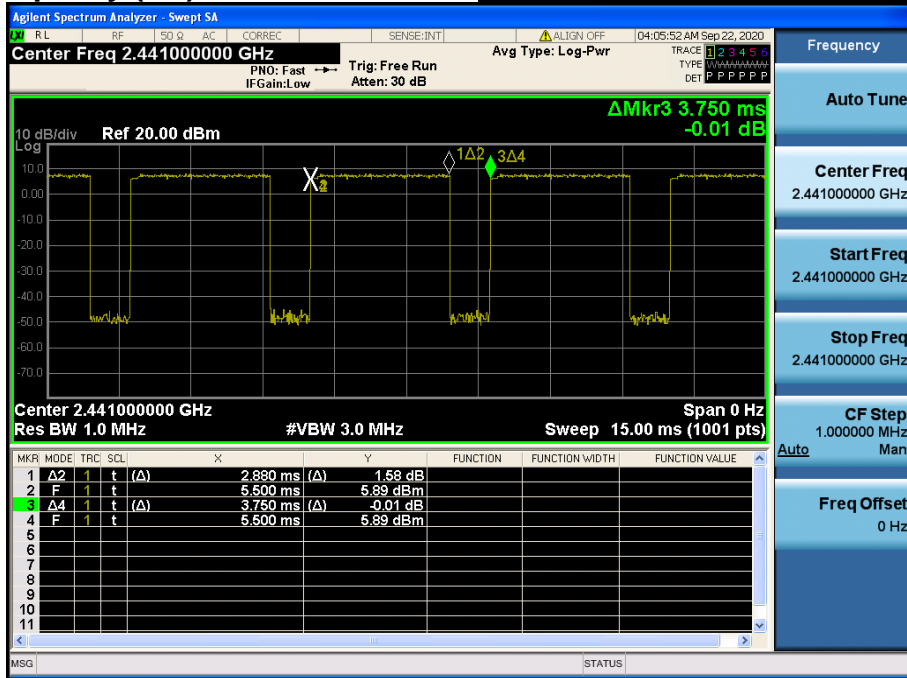 Agilent Spectrum Analyzer - Swept SA
LXI RL RF 50 Ω AC CORREC SENSE:INT ALIGN OFF 04:05:52 AM Sep 22, 2020
Center Freq 2.441000000 GHz
PNO: Fast
IFGain:Low
Trig: Free Run
Atten: 30 dB
Avg Type: Log-Pwr
TRACE 1 2 3 4 5 6
TYPE WWWWWW
DET P P P P P P
Frequency
Auto Tune
Center Freq
2.441000000 GHz
Start Freq
2.441000000 GHz
Stop Freq
2.441000000 GHz
CF Step
1.000000 MHz
Auto Man
Freq Offset
0 Hz
ΔMkr3 3.750 ms
-0.01 dB
10 dB/div Ref 20.00 dBm
Log
10.0
0.00
-10.0
-20.0
-30.0
-40.0
-50.0
-60.0
-70.0
X2
1Δ2
3Δ4
Center 2.441000000 GHz Span 0 Hz
Res BW 1.0 MHz #VBW 3.0 MHz Sweep 15.00 ms (1001 pts)
MKR MODE TRC SCL X Y FUNCTION FUNCTION WIDTH FUNCTION VALUE
1 Δ2 1 t (Δ) 2.880 ms (Δ) 1.58 dB
2 F 1 t 5.500 ms 5.89 dBm
3 Δ4 1 t (Δ) 3.750 ms (Δ) -0.01 dB
4 F 1 t 5.500 ms 5.89 dBm
5
6
7
8
9
10
11
MSG STATUS